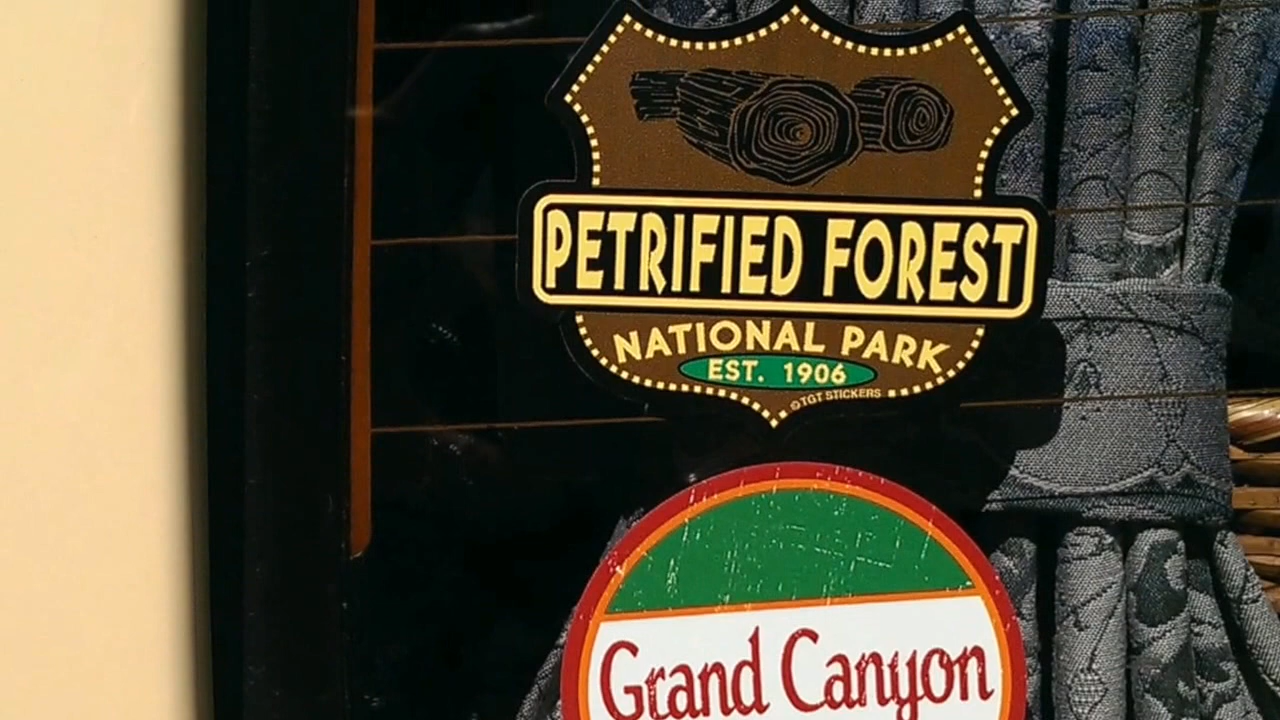 PETRIFIED FOREST
NATIONAL PARK
EST. 1906
©TGT STICKERS
Grand Canyon